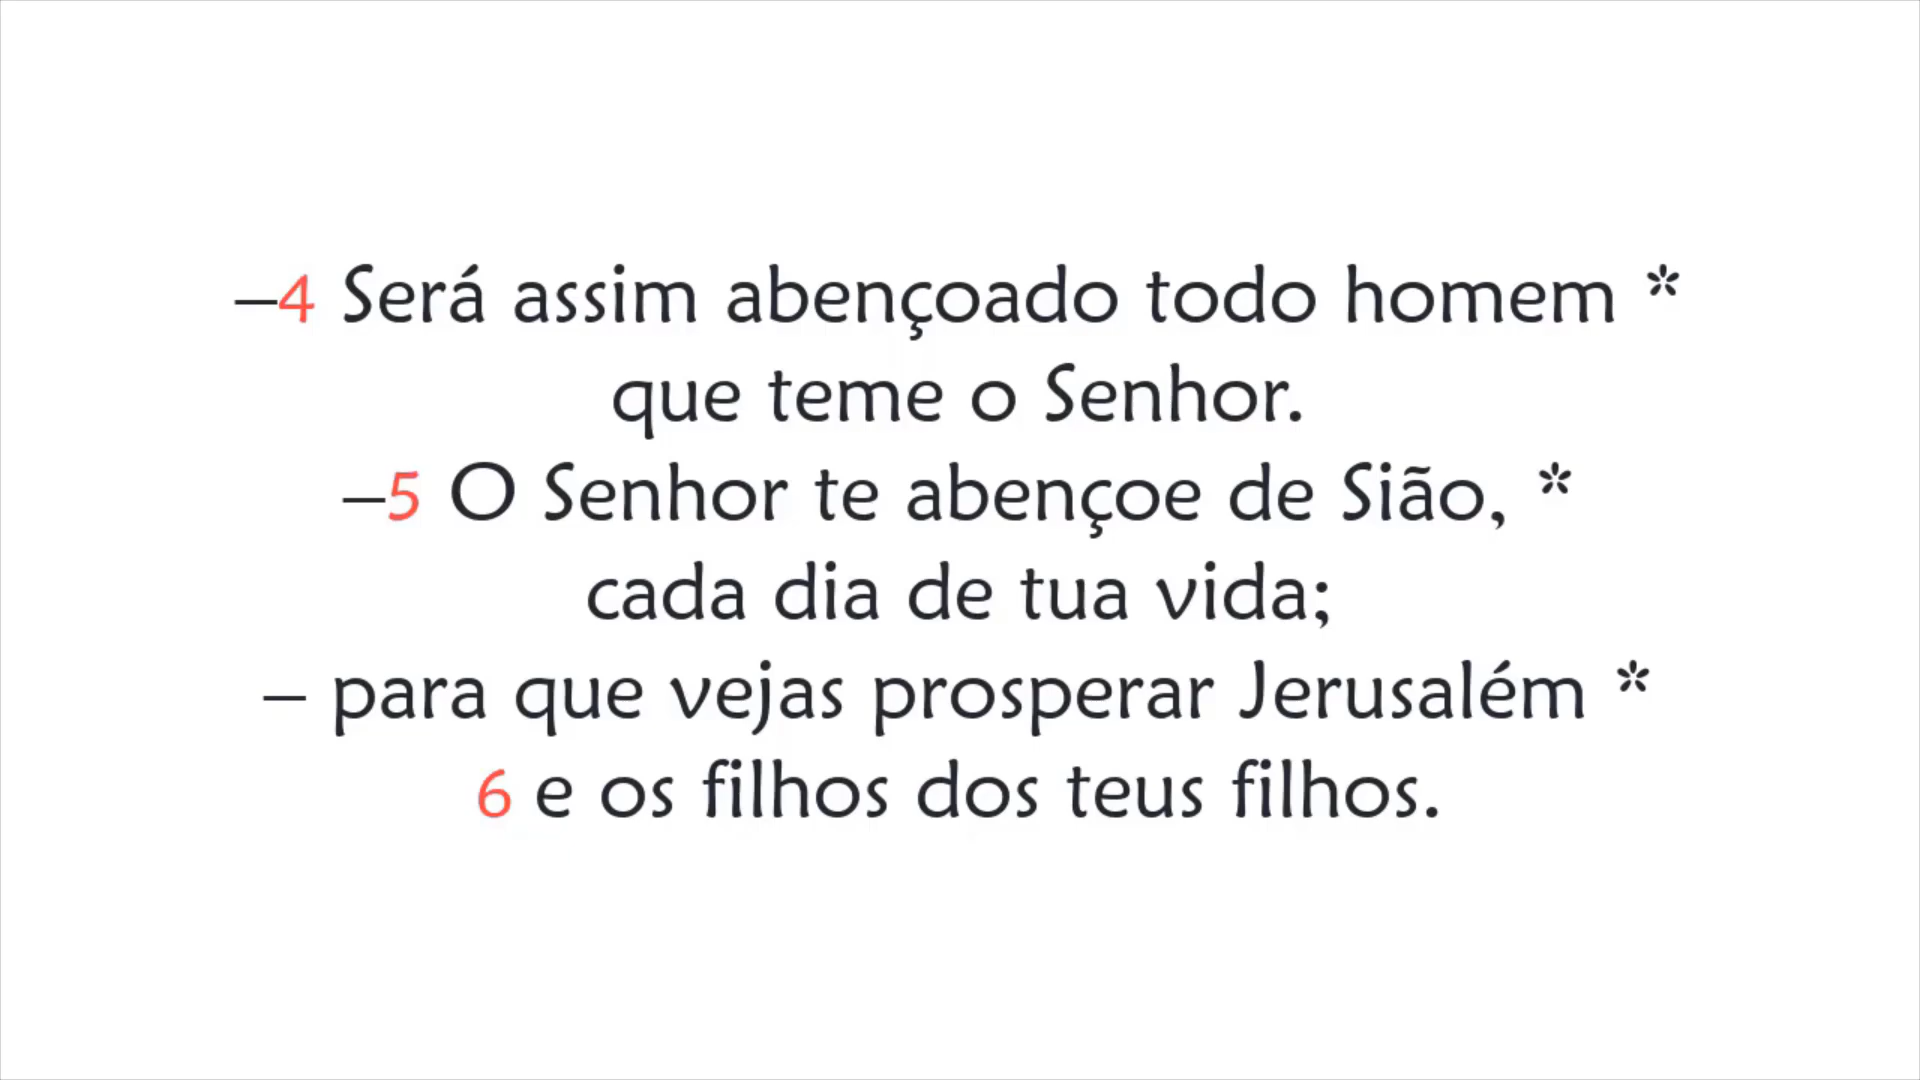 –4 Será assim abençoado todo homem *
que teme o Senhor.
–5 O Senhor te abençoe de Sião, *
cada dia de tua vida;
– para que vejas prosperar Jerusalém *
6 e os filhos dos teus filhos.